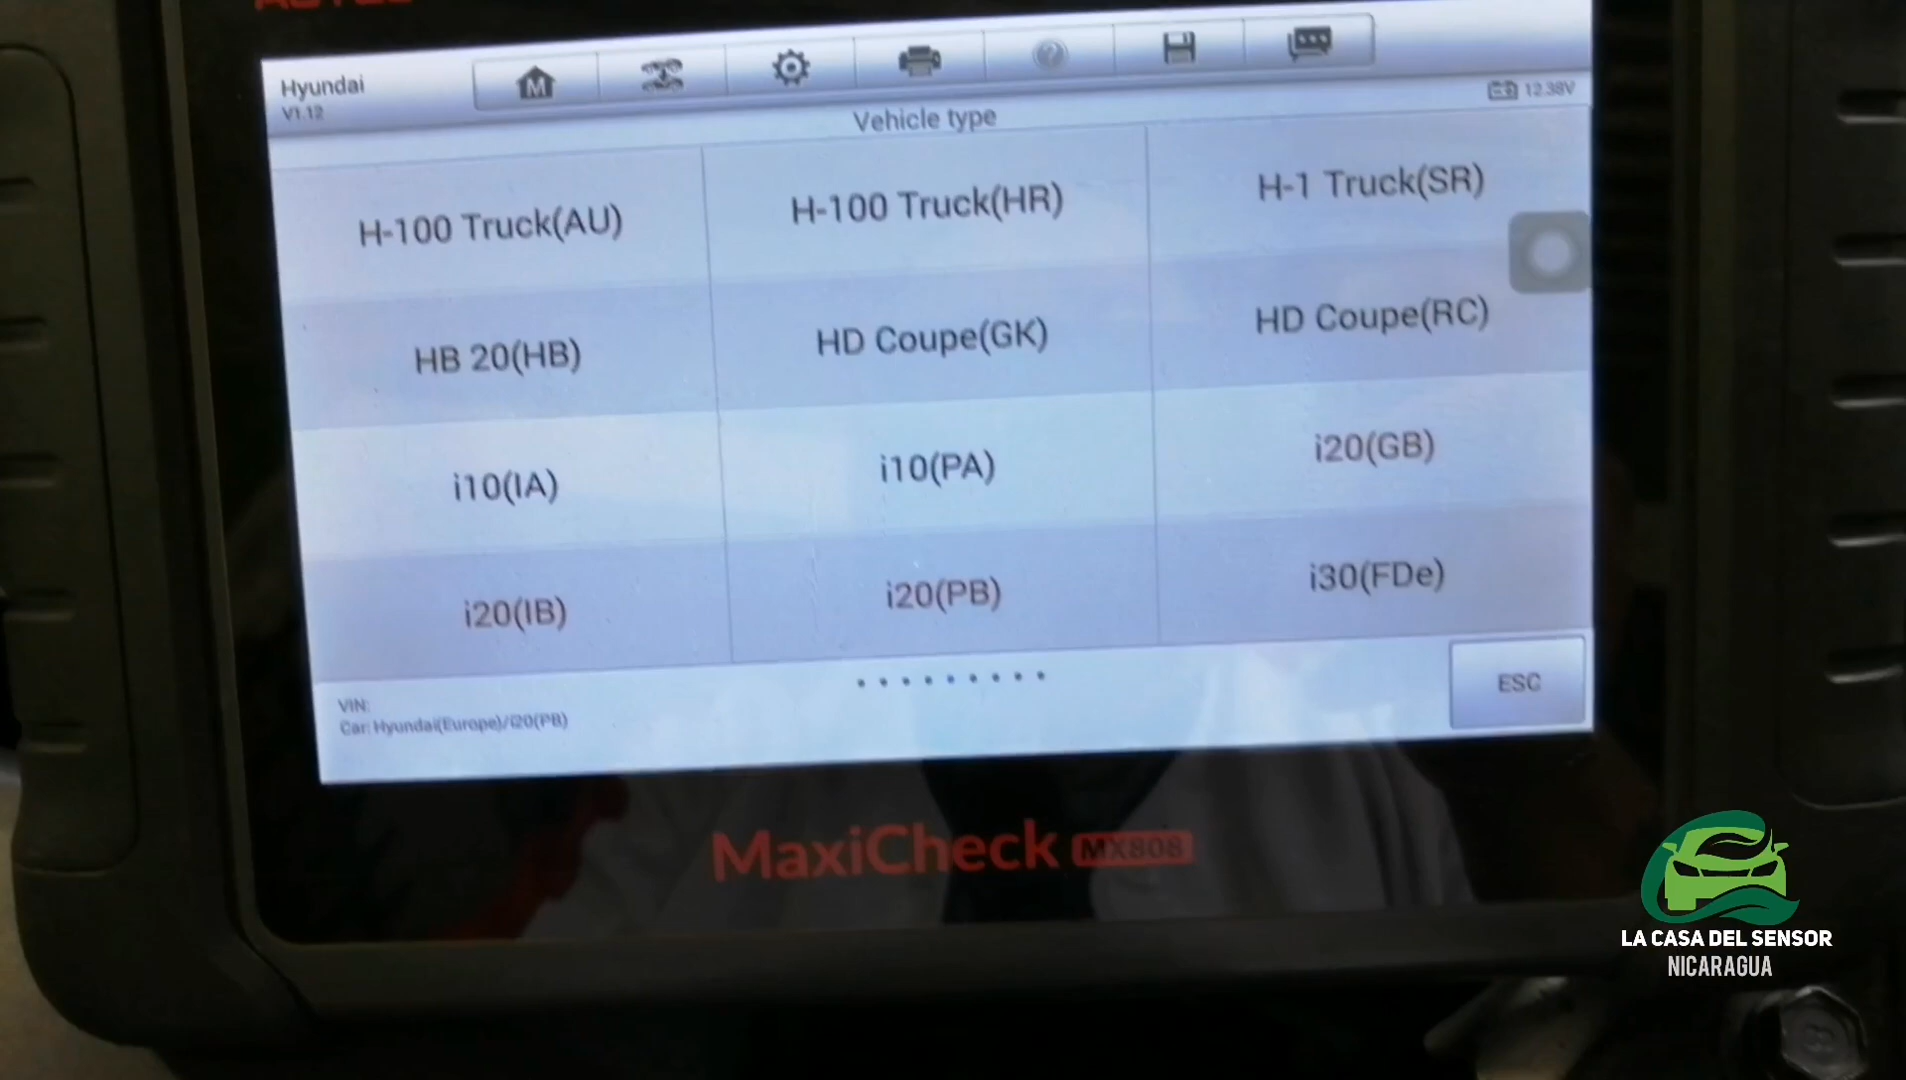 Hyundai
V1.12
12.38V
Vehicle type
H-100 Truck(AU)
H-100 Truck(HR)
H-1 Truck(SR)
HB 20(HB)
HD Coupe(GK)
HD Coupe(RC)
i10(IA)
i10(PA)
i20(GB)
i20(IB)
i20(PB)
i30(FDe)
VIN:
Car: Hyundai(Europe)/i20(PB)
ESC
MaxiCheck MX808
LA CASA DEL SENSOR
NICARAGUA